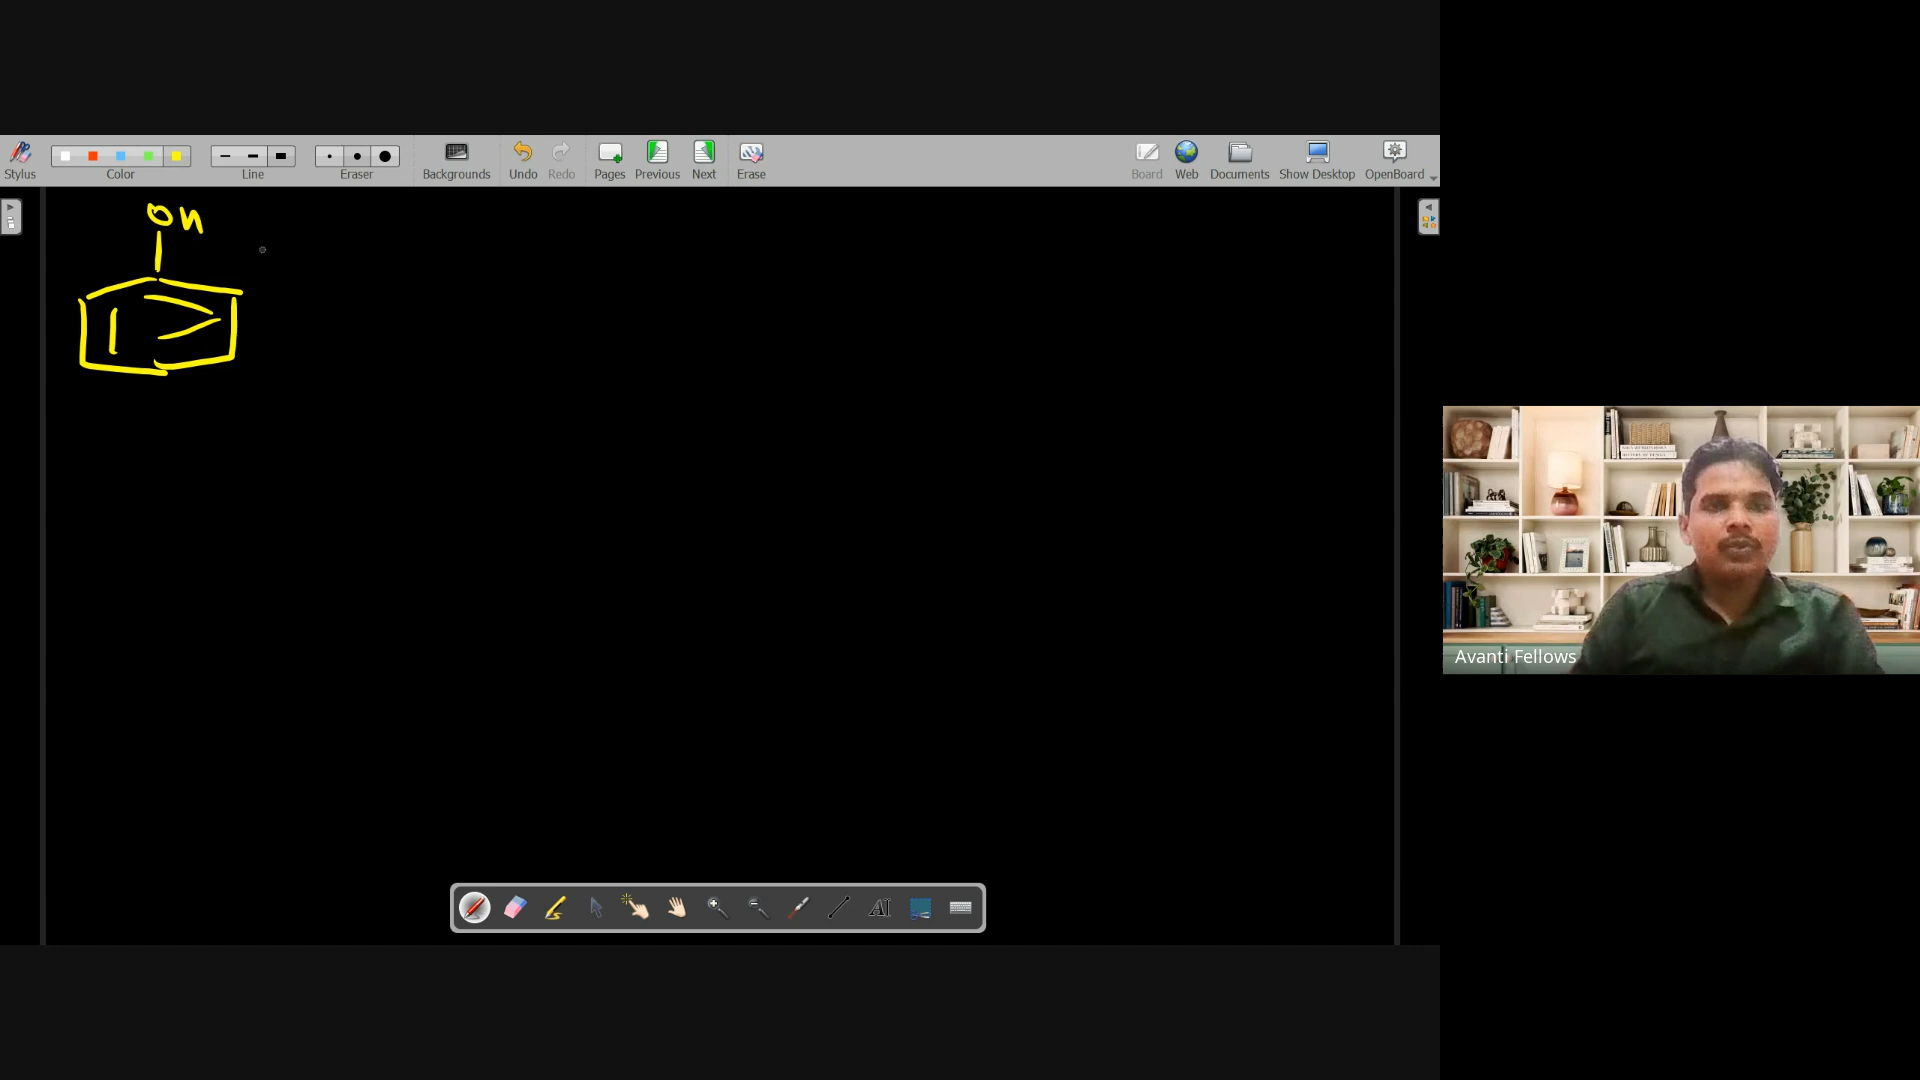 Stylus Color Line Eraser Backgrounds Undo Redo Pages Previous Next Erase Board Web Documents Show Desktop OpenBoard
OH
AI
Avanti Fellows